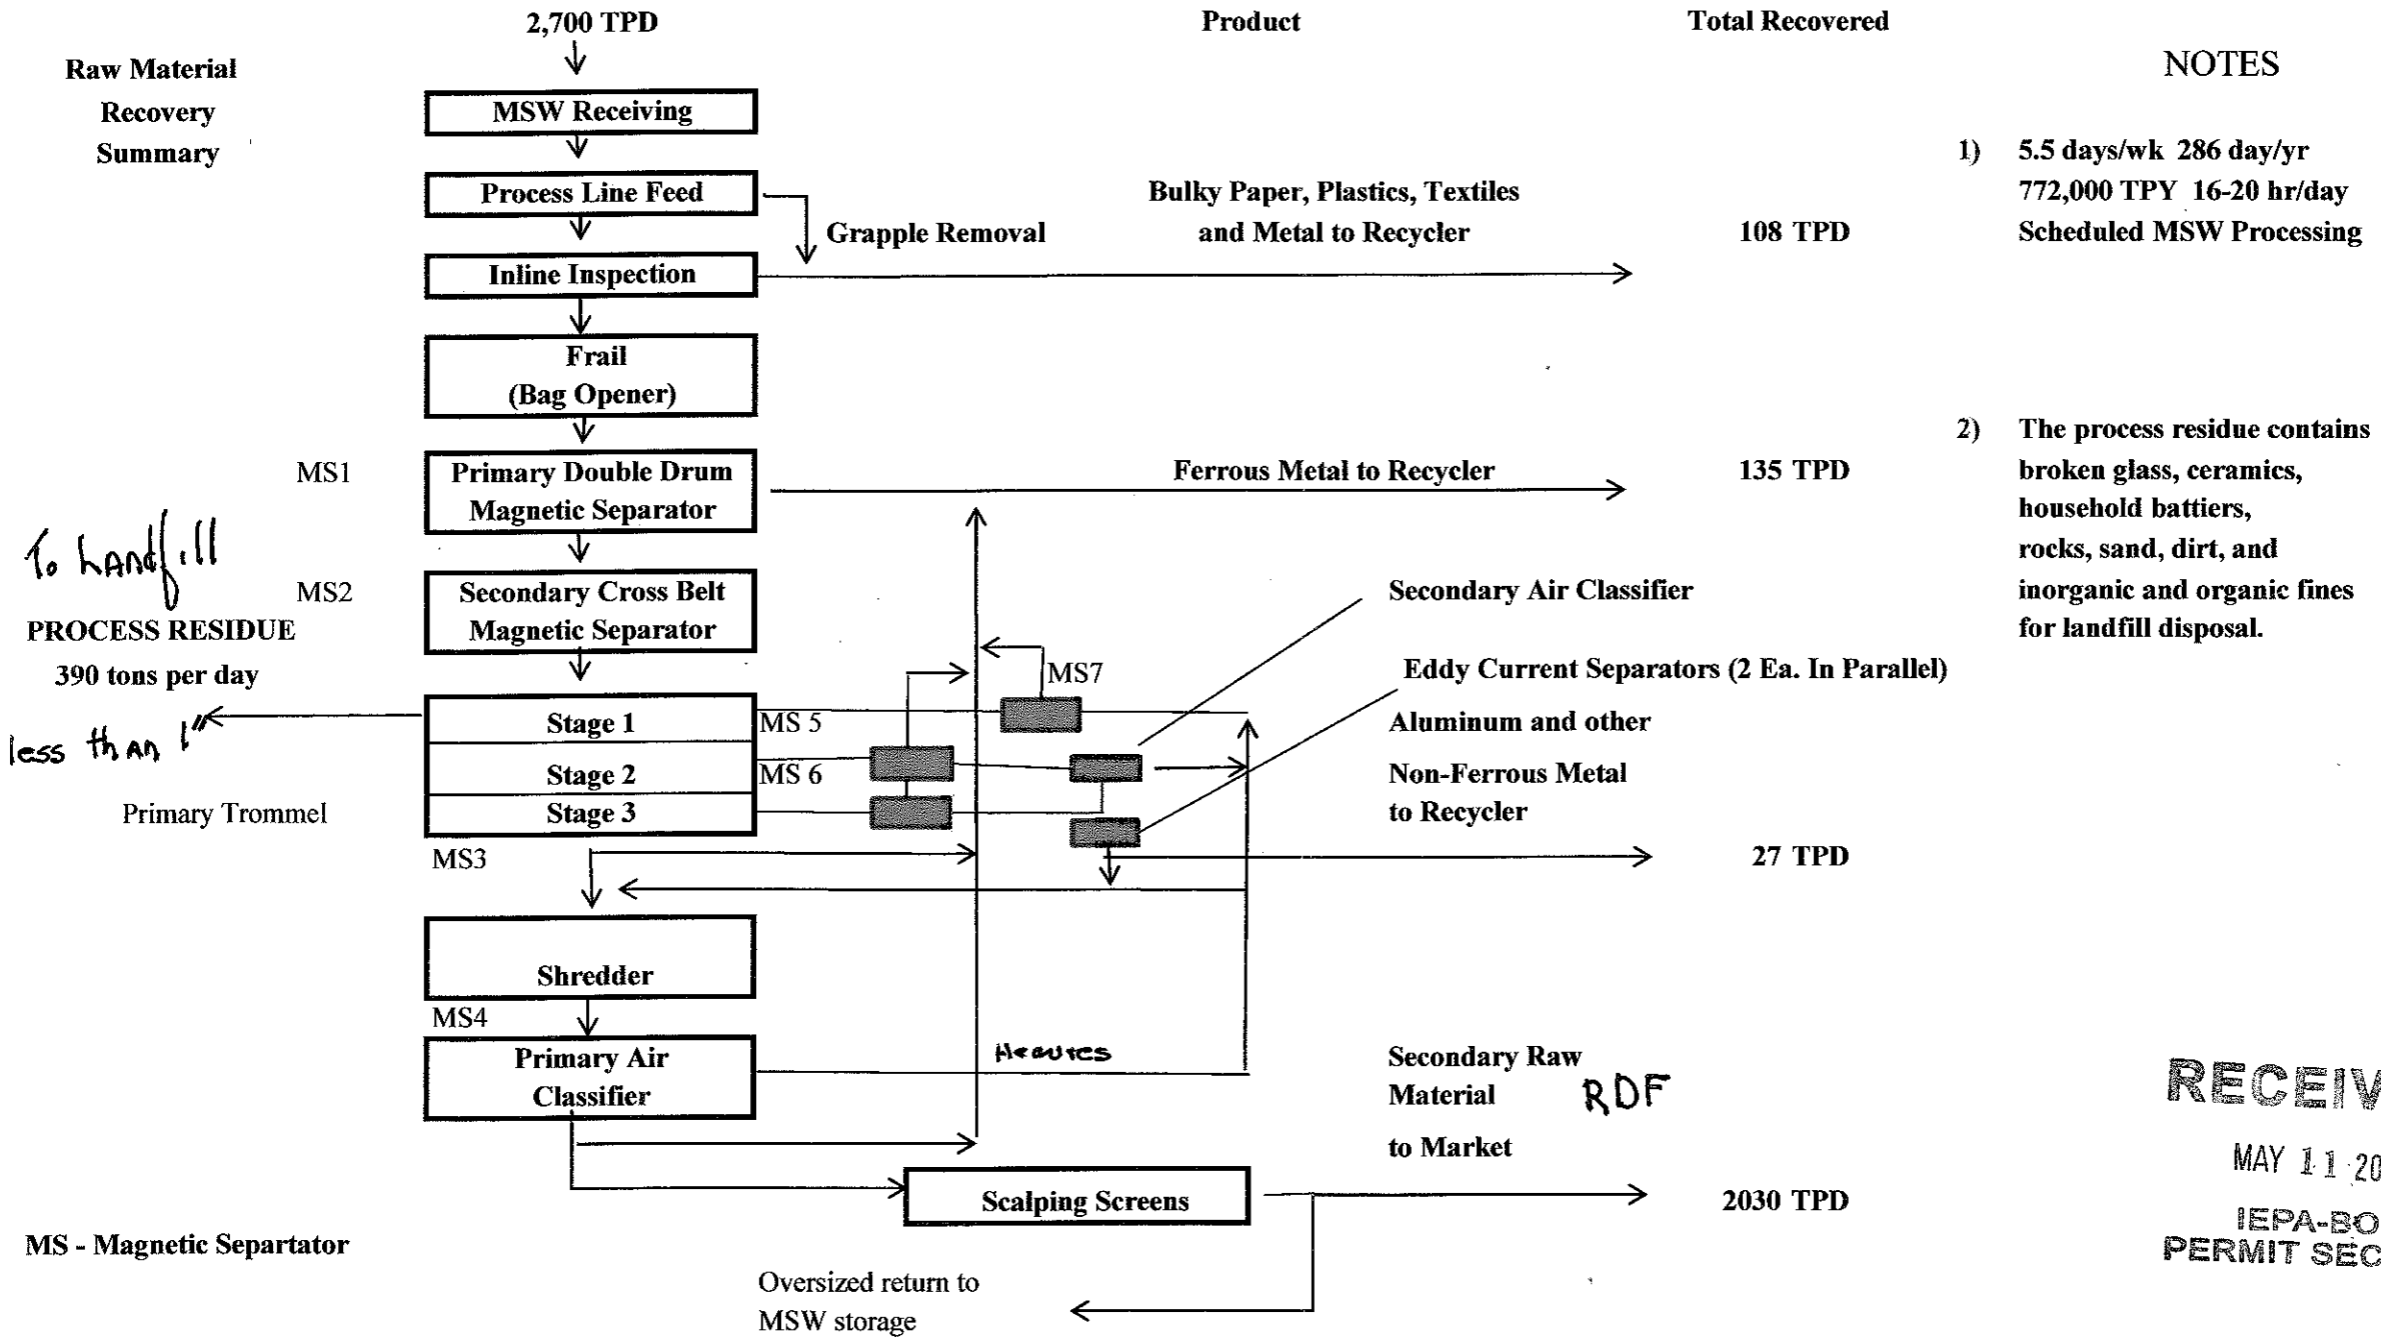 2,700 TPD
Product
Total Recovered
NOTES
Raw Material
Recovery
Summary
MSW Receiving
1) 5.5 days/wk 286 day/yr
772,000 TPY 16-20 hr/day
Scheduled MSW Processing
Process Line Feed
Grapple Removal
Bulky Paper, Plastics, Textiles
and Metal to Recycler
108 TPD
Inline Inspection
Frail
(Bag Opener)
2) The process residue contains
broken glass, ceramics,
household battiers,
rocks, sand, dirt, and
inorganic and organic fines
for landfill disposal.
MS1
Primary Double Drum
Magnetic Separator
Ferrous Metal to Recycler
135 TPD
To LANdfill
PROCESS RESIDUE
390 tons per day
less than 1"
MS2
Secondary Cross Belt
Magnetic Separator
Secondary Air Classifier
MS7
Eddy Current Separators (2 Ea. In Parallel)
Stage 1
MS 5
Aluminum and other
Non-Ferrous Metal
to Recycler
Stage 2
MS 6
Primary Trommel
Stage 3
MS3
27 TPD
Shredder
MS4
Primary Air
Classifier
Heavies
Secondary Raw
Material
to Market
RDF
Scalping Screens
2030 TPD
MS - Magnetic Separtator
Oversized return to
MSW storage
RECEIV
MAY 11 20
IEPA-BO
PERMIT SEC